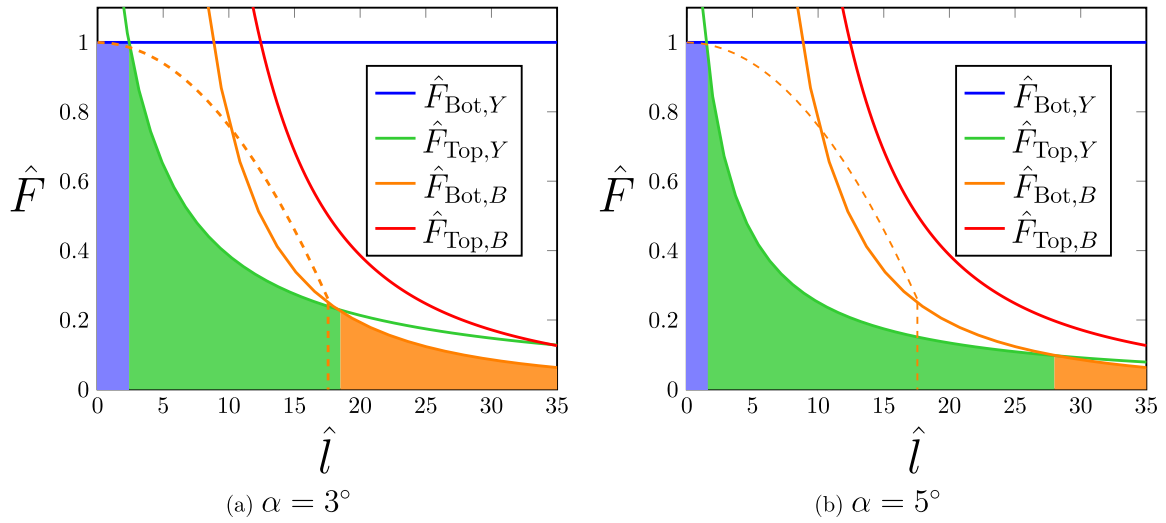 F̂
1
0.8
0.6
0.4
0.2
0
0 5 10 15 20 25 30 35
l̂
F̂Bot,Y
F̂Top,Y
F̂Bot,B
F̂Top,B
(a) α = 3°
F̂
1
0.8
0.6
0.4
0.2
0
0 5 10 15 20 25 30 35
l̂
F̂Bot,Y
F̂Top,Y
F̂Bot,B
F̂Top,B
(b) α = 5°